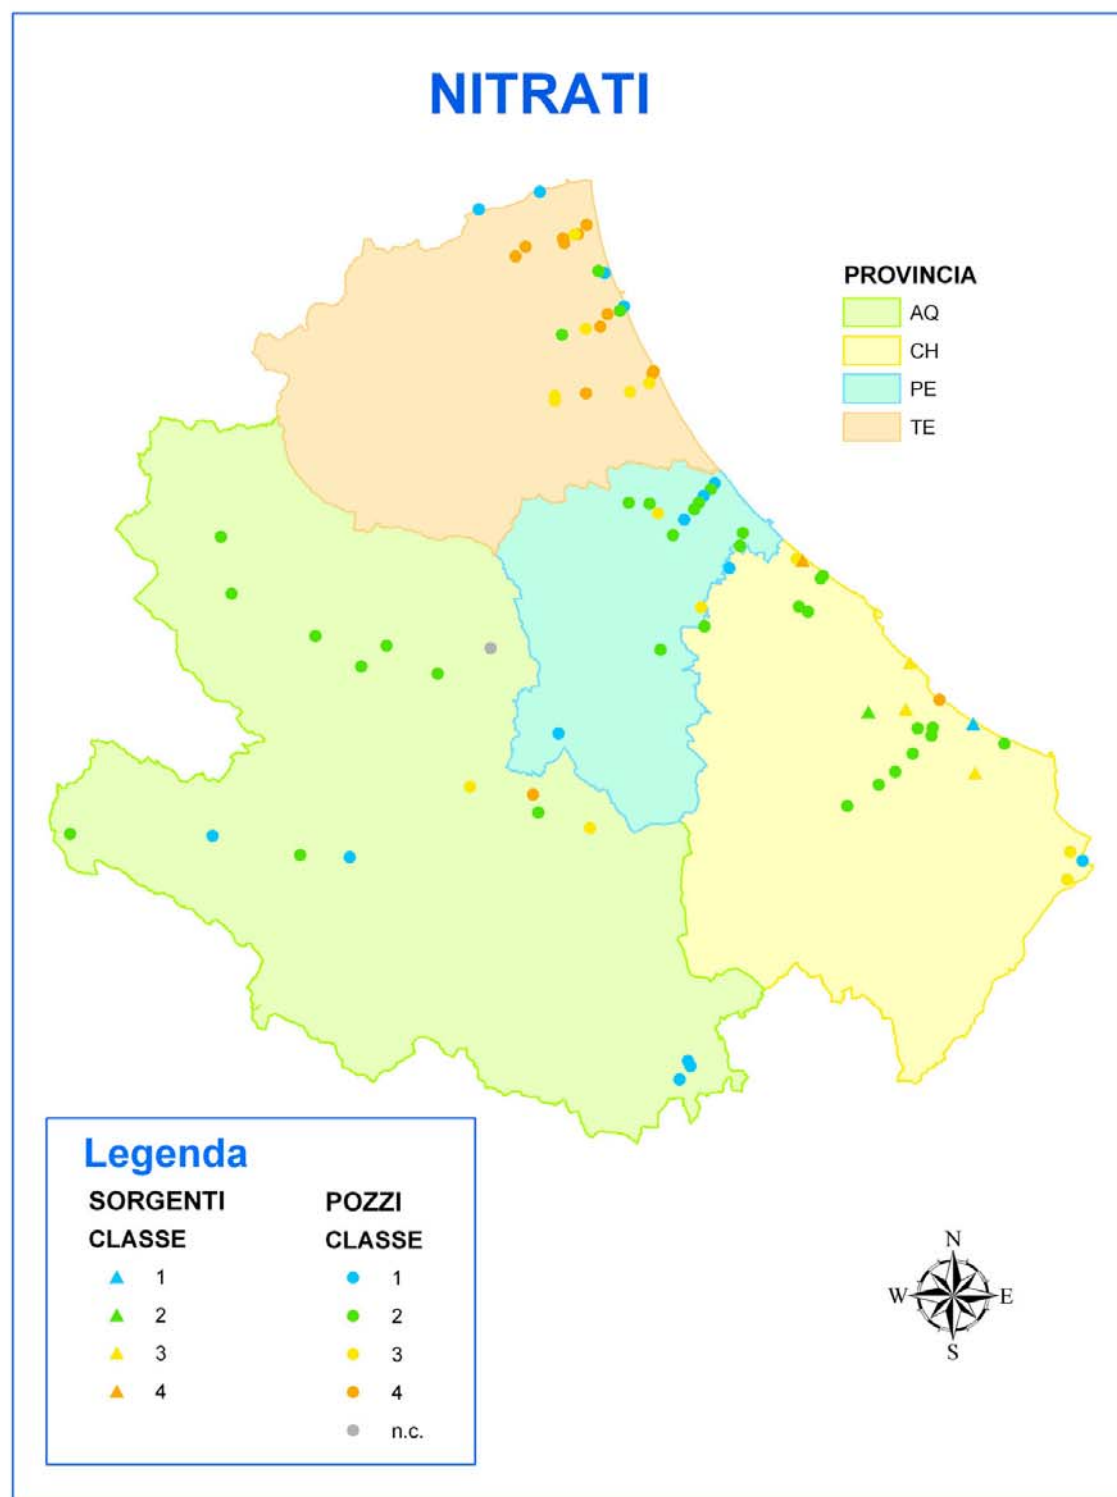 NITRATI
PROVINCIA
AQ
CH
PE
TE
Legenda
SORGENTI
CLASSE
1
2
3
4
POZZI
CLASSE
1
2
3
4
n.c.
N
W E
S